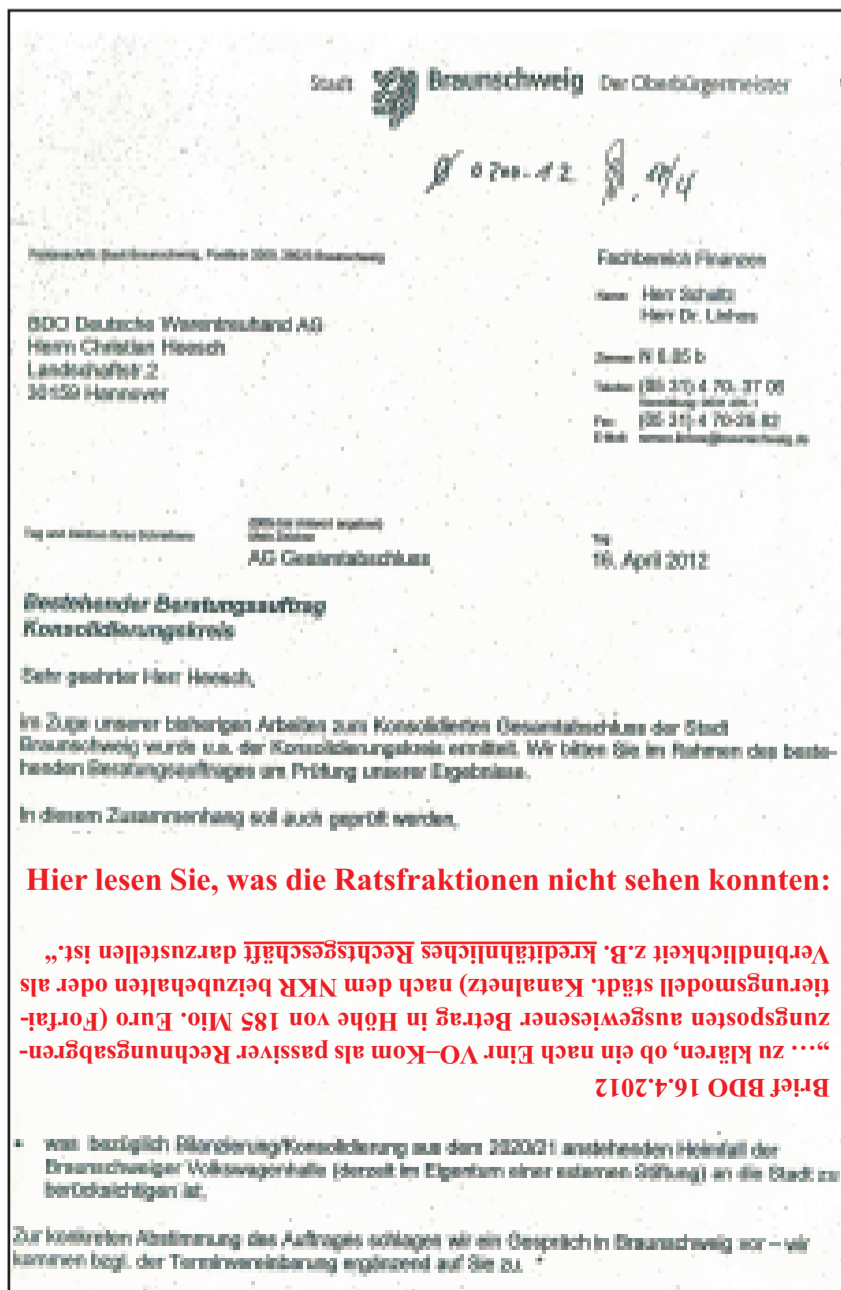 Stadt Braunschweig Der Oberbürgermeister
Fachbereich Finanzen
Name Herr Schultz
Herr Dr. Linhos
BDO Deutsche Warentreuhand AG
Herrn Christian Heesch
Landschaftstr.2
30159 Hannover
Zimmer N 5.05 b
Telefon
Fax
E-Mail
AG Gesamtabschluss
Tag
16. April 2012
Bestehender Beratungsauftrag
Konsolidierungskreis
Sehr geehrter Herr Heesch,
im Zuge unserer bisherigen Arbeiten zum Konsolidierten Gesamtabschluss der Stadt
Braunschweig wurde u.a. der Konsolidierungskreis ermittelt. Wir bitten Sie im Rahmen des beste-
henden Beratungsauftrages um Prüfung unserer Ergebnisse.
In diesem Zusammenhang soll auch geprüft werden,
Hier lesen Sie, was die Ratsfraktionen nicht sehen konnten:
Brief BDO 16.4.2012
„… zu klären, ob ein nach Einr VO–Kom als passiver Rechnungsabgren-
zungsposten ausgewiesener Betrag in Höhe von 185 Mio. Euro (Forfai-
tierungsmodell städt. Kanalnetz) nach dem NKR beizubehalten oder als
Verbindlichkeit z.B. kreditähnliches Rechtsgeschäft darzustellen ist.“
• was bezüglich Bilanzierung/Konsolidierung aus dem 2020/21 anstehenden Heimfall der
Braunschweiger Volkswagenhalle (derzeit im Eigentum einer externen Stiftung) an die Stadt zu
berücksichtigen ist.
Zur konkreten Abstimmung des Auftrages schlagen wir ein Gespräch in Braunschweig vor – wir
kommen bzgl. der Terminvereinbarung ergänzend auf Sie zu.